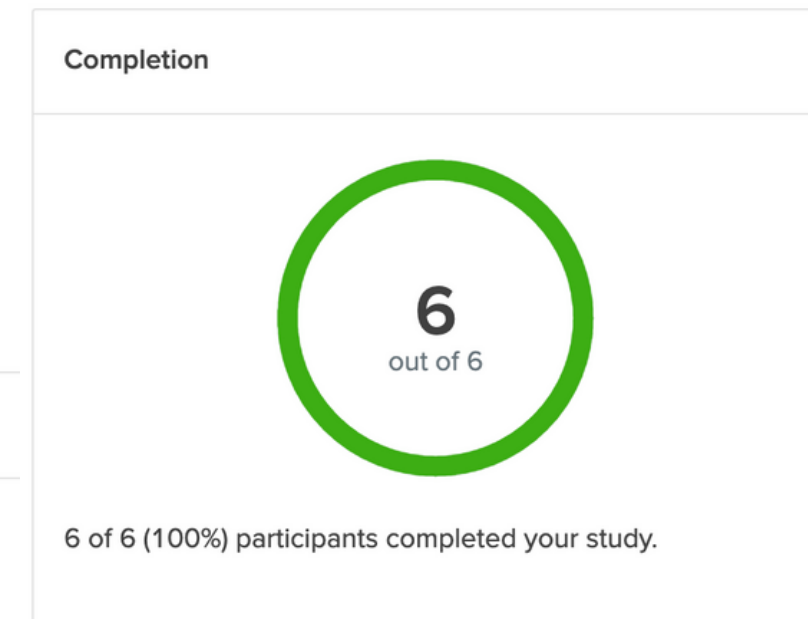 Completion
6
out of 6
6 of 6 (100%) participants completed your study.